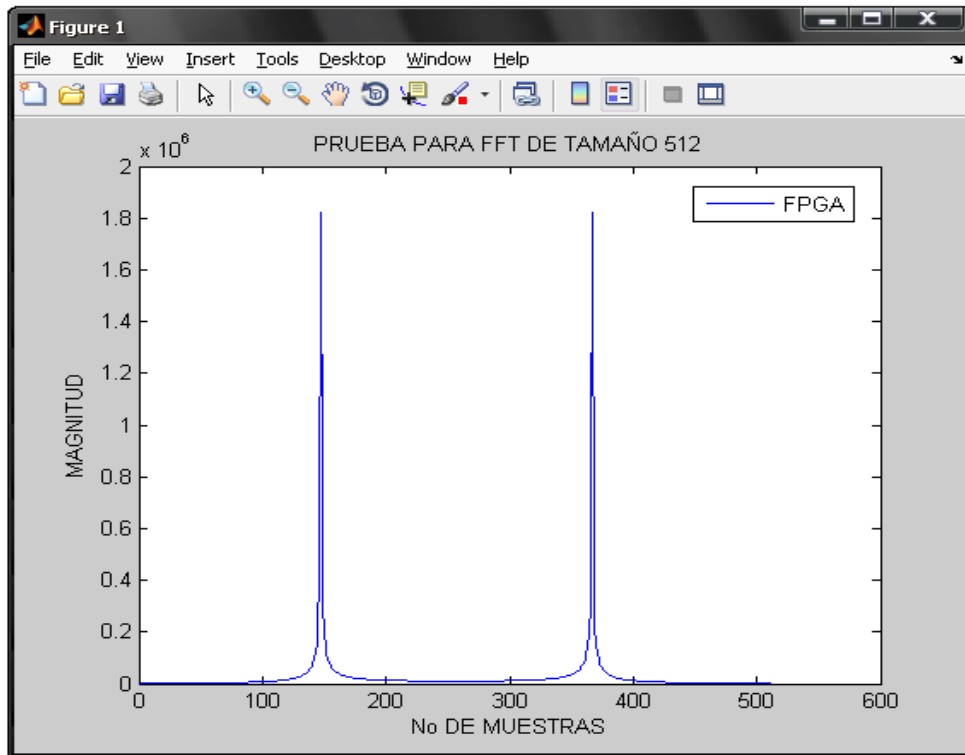 Figure 1
File Edit View Insert Tools Desktop Window Help
PRUEBA PARA FFT DE TAMAÑO 512
x 10^6
FPGA
MAGNITUD
2
1.8
1.6
1.4
1.2
1
0.8
0.6
0.4
0.2
0
0 100 200 300 400 500 600
No DE MUESTRAS